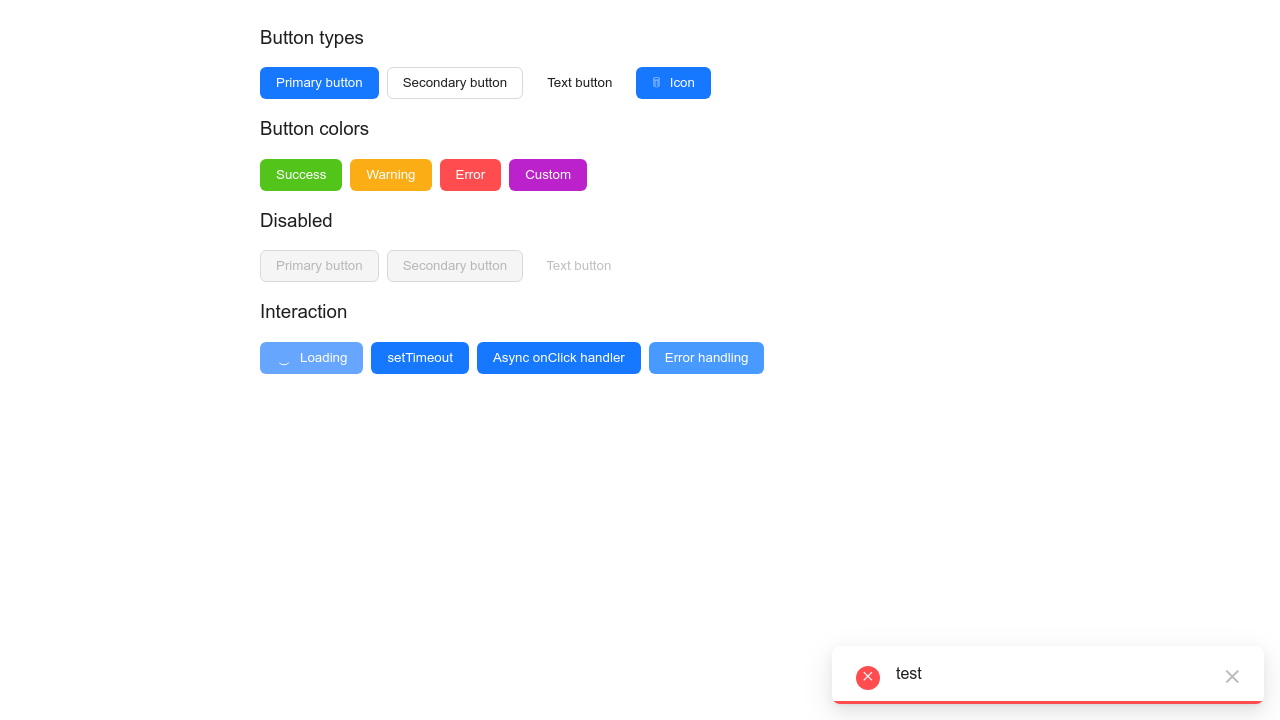 Button types
Primary button Secondary button Text button Icon
Button colors
Success Warning Error Custom
Disabled
Primary button Secondary button Text button
Interaction
Loading setTimeout Async onClick handler Error handling
test